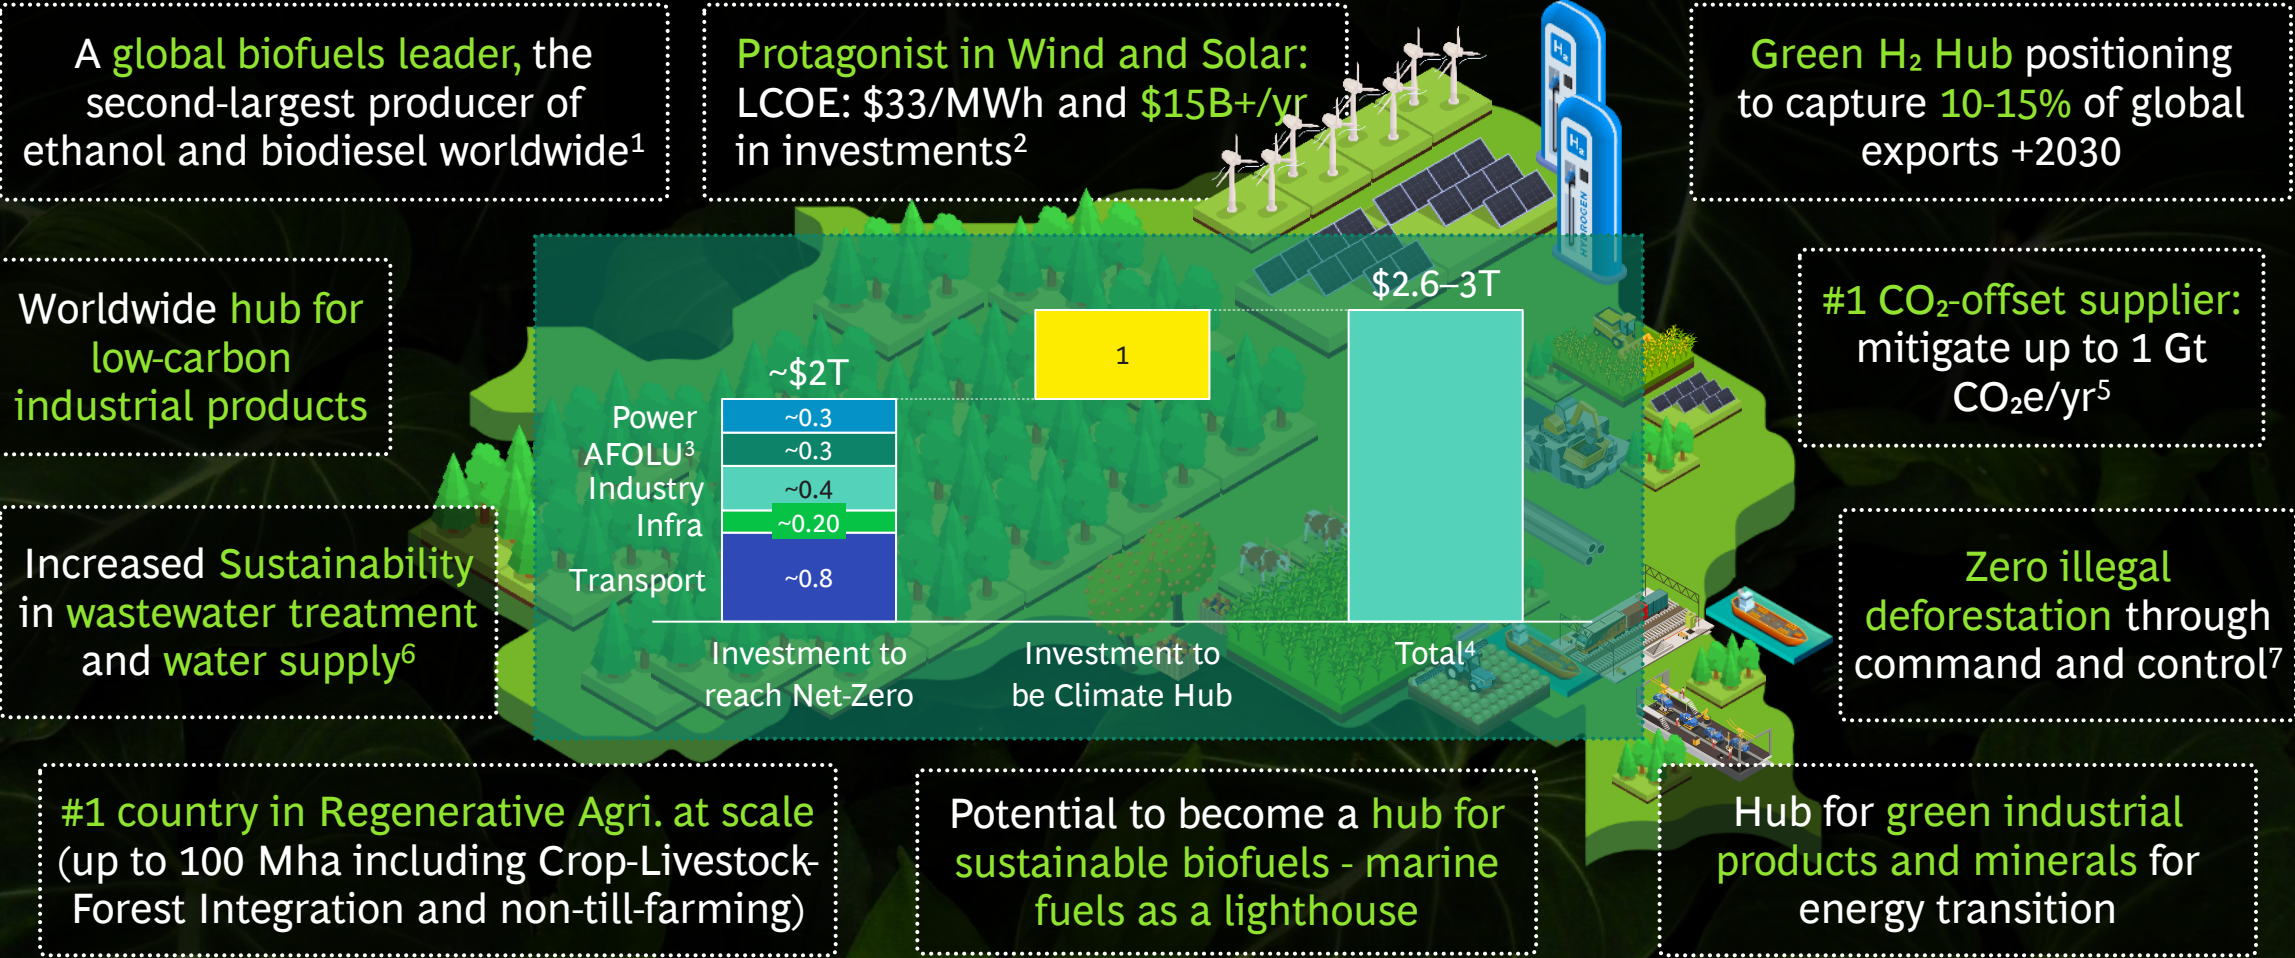 A global biofuels leader, the
second-largest producer of
ethanol and biodiesel worldwide¹
Protagonist in Wind and Solar:
LCOE: $33/MWh and $15B+/yr
in investments²
Green H₂ Hub positioning
to capture 10-15% of global
exports +2030
H₂
H₂
HYDROGEN
Worldwide hub for
low-carbon
industrial products
#1 CO₂-offset supplier:
mitigate up to 1 Gt
CO₂e/yr⁵
Increased Sustainability
in wastewater treatment
and water supply⁶
Zero illegal
deforestation through
command and control⁷
~$2T
$2.6–3T
1
Power ~0.3
AFOLU³ ~0.3
Industry ~0.4
Infra ~0.20
Transport ~0.8
Investment to
reach Net-Zero
Investment to
be Climate Hub
Total⁴
#1 country in Regenerative Agri. at scale
(up to 100 Mha including Crop-Livestock-
Forest Integration and non-till-farming)
Potential to become a hub for
sustainable biofuels - marine
fuels as a lighthouse
Hub for green industrial
products and minerals for
energy transition